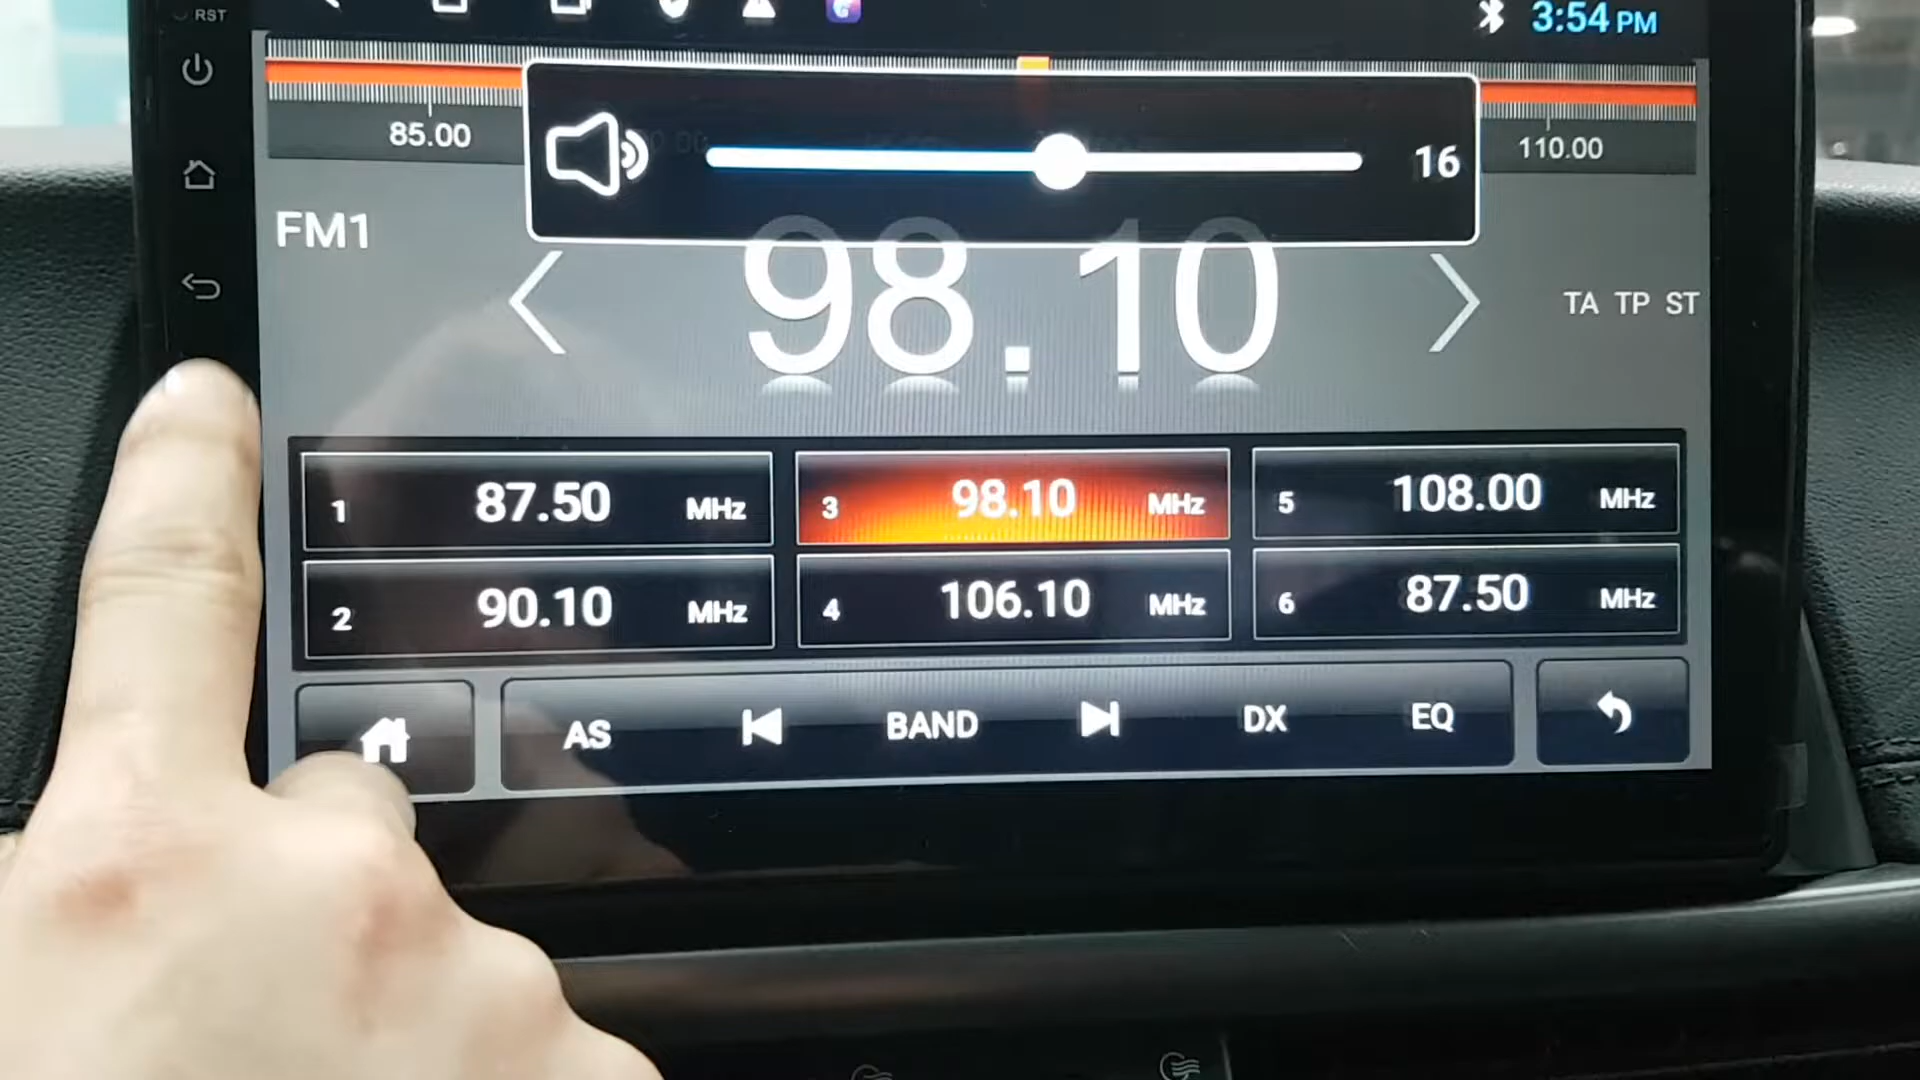 RST
3:54 PM
85.00
16
110.00
FM1
98.10
TA TP ST
1 87.50 MHz
3 98.10 MHz
5 108.00 MHz
2 90.10 MHz
4 106.10 MHz
6 87.50 MHz
AS BAND DX EQ